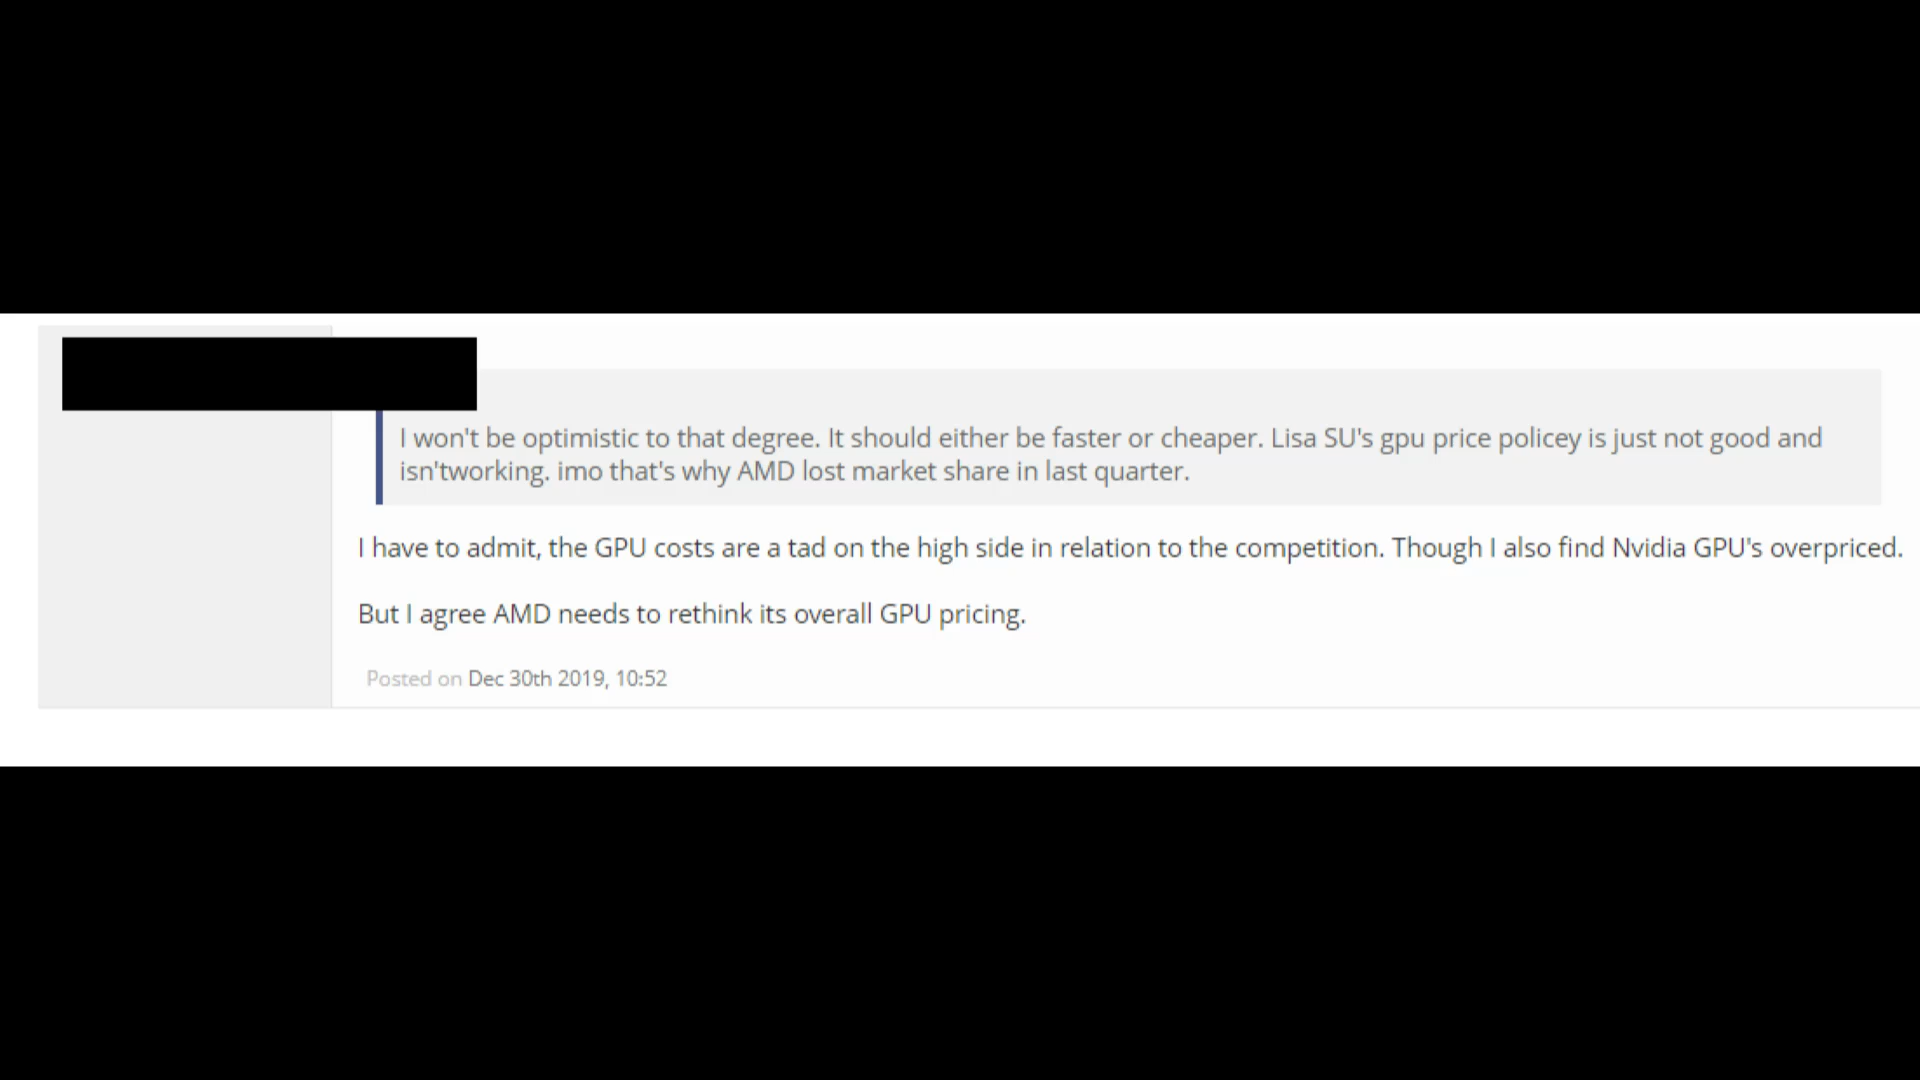 I won't be optimistic to that degree. It should either be faster or cheaper. Lisa SU's gpu price policey is just not good and
isn'tworking. imo that's why AMD lost market share in last quarter.
I have to admit, the GPU costs are a tad on the high side in relation to the competition. Though I also find Nvidia GPU's overpriced.
But I agree AMD needs to rethink its overall GPU pricing.
Posted on Dec 30th 2019, 10:52